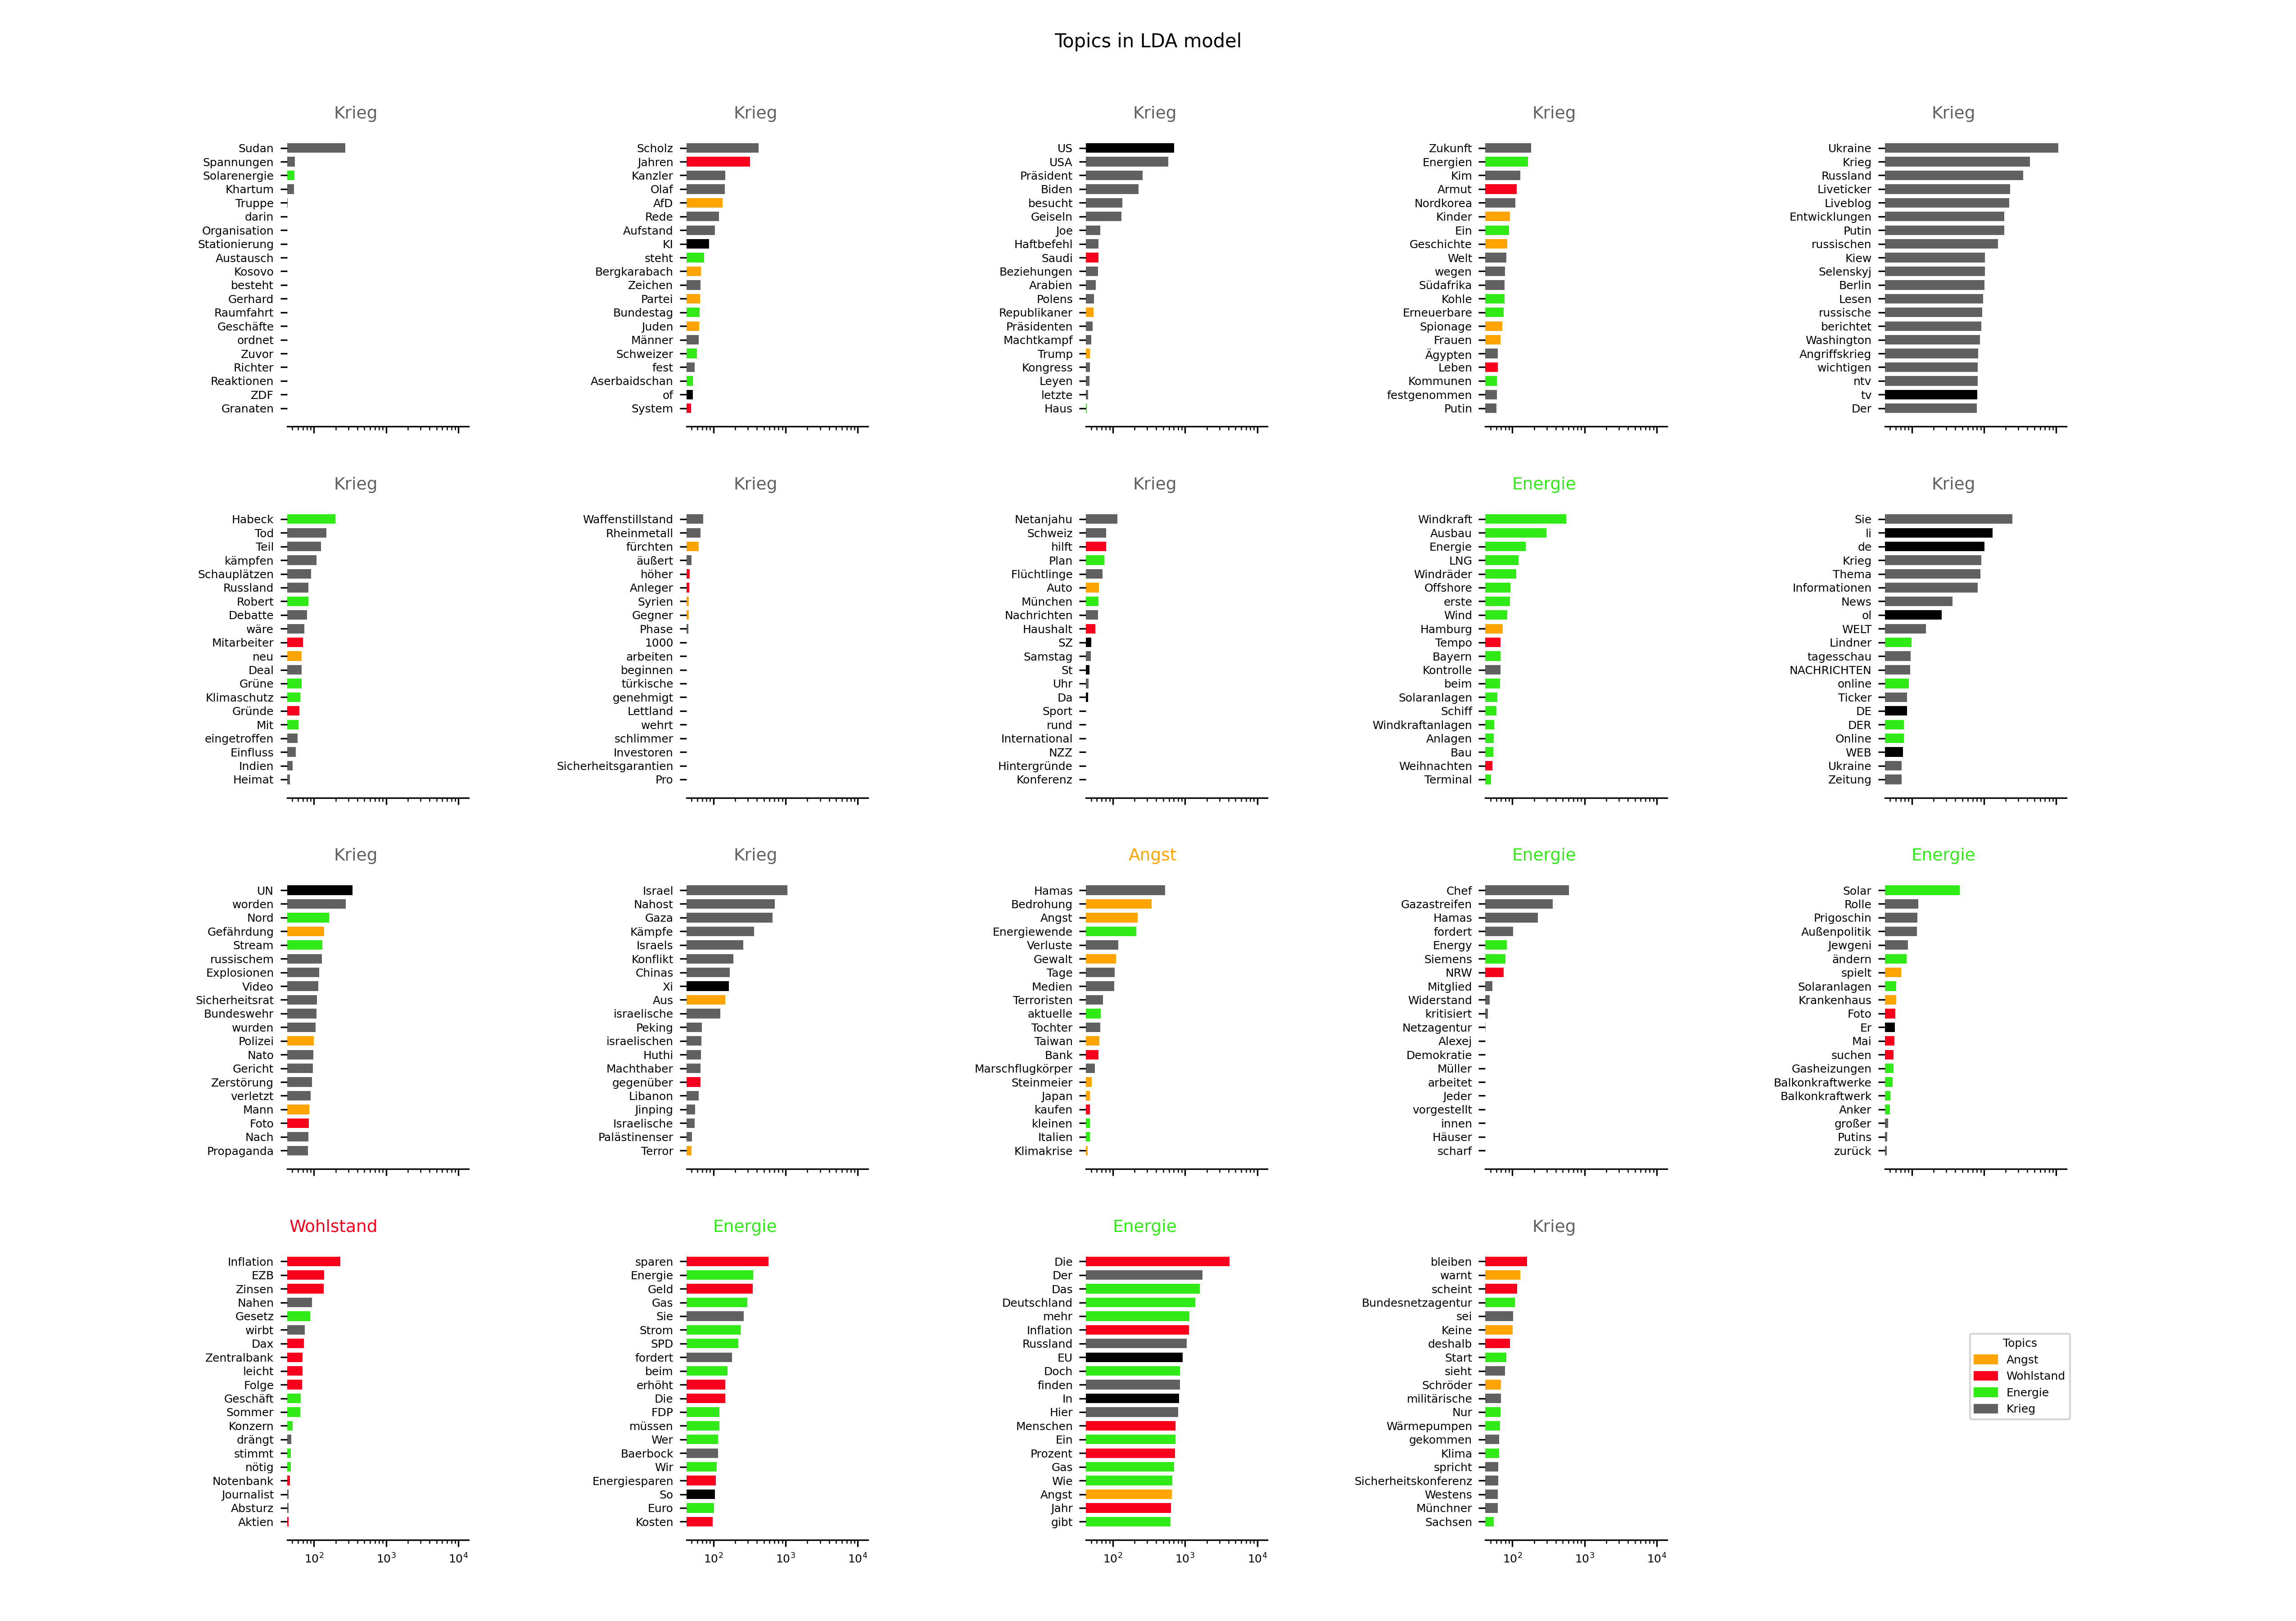 Topics in LDA model
Krieg
Sudan
Spannungen
Solarenergie
Khartum
Truppe
darin
Organisation
Stationierung
Austausch
Kosovo
besteht
Gerhard
Raumfahrt
Geschäfte
ordnet
Zuvor
Richter
Reaktionen
ZDF
Granaten
Krieg
Scholz
Jahren
Kanzler
Olaf
AfD
Rede
Aufstand
KI
steht
Bergkarabach
Zeichen
Partei
Bundestag
Juden
Männer
Schweizer
fest
Aserbaidschan
of
System
Krieg
US
USA
Präsident
Biden
besucht
Geiseln
Joe
Haftbefehl
Saudi
Beziehungen
Arabien
Polens
Republikaner
Präsidenten
Machtkampf
Trump
Kongress
Leyen
letzte
Haus
Krieg
Zukunft
Energien
Kim
Armut
Nordkorea
Kinder
Ein
Geschichte
Welt
wegen
Südafrika
Kohle
Erneuerbare
Spionage
Frauen
Ägypten
Leben
Kommunen
festgenommen
Putin
Krieg
Ukraine
Krieg
Russland
Liveticker
Liveblog
Entwicklungen
Putin
russischen
Kiew
Selenskyj
Berlin
Lesen
russische
berichtet
Washington
Angriffskrieg
wichtigen
ntv
tv
Der
Krieg
Habeck
Tod
Teil
kämpfen
Schauplätzen
Russland
Robert
Debatte
wäre
Mitarbeiter
neu
Deal
Grüne
Klimaschutz
Gründe
Mit
eingetroffen
Einfluss
Indien
Heimat
Krieg
Waffenstillstand
Rheinmetall
fürchten
äußert
höher
Anleger
Syrien
Gegner
Phase
1000
arbeiten
beginnen
türkische
genehmigt
Lettland
wehrt
schlimmer
Investoren
Sicherheitsgarantien
Pro
Krieg
Netanjahu
Schweiz
hilft
Plan
Flüchtlinge
Auto
München
Nachrichten
Haushalt
SZ
Samstag
St
Uhr
Da
Sport
rund
International
NZZ
Hintergründe
Konferenz
Energie
Windkraft
Ausbau
Energie
LNG
Windräder
Offshore
erste
Wind
Hamburg
Tempo
Bayern
Kontrolle
beim
Solaranlagen
Schiff
Windkraftanlagen
Anlagen
Bau
Weihnachten
Terminal
Krieg
Sie
li
de
Krieg
Thema
Informationen
News
ol
WELT
Lindner
tagesschau
NACHRICHTEN
online
Ticker
DE
DER
Online
WEB
Ukraine
Zeitung
Krieg
UN
worden
Nord
Gefährdung
Stream
russischem
Explosionen
Video
Sicherheitsrat
Bundeswehr
wurden
Polizei
Nato
Gericht
Zerstörung
verletzt
Mann
Foto
Nach
Propaganda
Krieg
Israel
Nahost
Gaza
Kämpfe
Israels
Konflikt
Chinas
Xi
Aus
israelische
Peking
israelischen
Huthi
Machthaber
gegenüber
Libanon
Jinping
Israelische
Palästinenser
Terror
Angst
Hamas
Bedrohung
Angst
Energiewende
Verluste
Gewalt
Tage
Medien
Terroristen
aktuelle
Tochter
Taiwan
Bank
Marschflugkörper
Steinmeier
Japan
kaufen
kleinen
Italien
Klimakrise
Energie
Chef
Gazastreifen
Hamas
fordert
Energy
Siemens
NRW
Mitglied
Widerstand
kritisiert
Netzagentur
Alexej
Demokratie
Müller
arbeitet
Jeder
vorgestellt
innen
Häuser
scharf
Energie
Solar
Rolle
Prigoschin
Außenpolitik
Jewgeni
ändern
spielt
Solaranlagen
Krankenhaus
Foto
Er
Mai
suchen
Gasheizungen
Balkonkraftwerke
Balkonkraftwerk
Anker
großer
Putins
zurück
Wohlstand
Inflation
EZB
Zinsen
Nahen
Gesetz
wirbt
Dax
Zentralbank
leicht
Folge
Geschäft
Sommer
Konzern
drängt
stimmt
nötig
Notenbank
Journalist
Absturz
Aktien
10² 10³ 10⁴
Energie
sparen
Energie
Geld
Gas
Sie
Strom
SPD
fordert
beim
erhöht
Die
FDP
müssen
Wer
Baerbock
Wir
Energiesparen
So
Euro
Kosten
10² 10³ 10⁴
Energie
Die
Der
Das
Deutschland
mehr
Inflation
Russland
EU
Doch
finden
In
Hier
Menschen
Ein
Prozent
Gas
Wie
Angst
Jahr
gibt
10² 10³ 10⁴
Krieg
bleiben
warnt
scheint
Bundesnetzagentur
sei
Keine
deshalb
Start
sieht
Schröder
militärische
Nur
Wärmepumpen
gekommen
Klima
spricht
Sicherheitskonferenz
Westens
Münchner
Sachsen
10² 10³ 10⁴
Topics
Angst
Wohlstand
Energie
Krieg